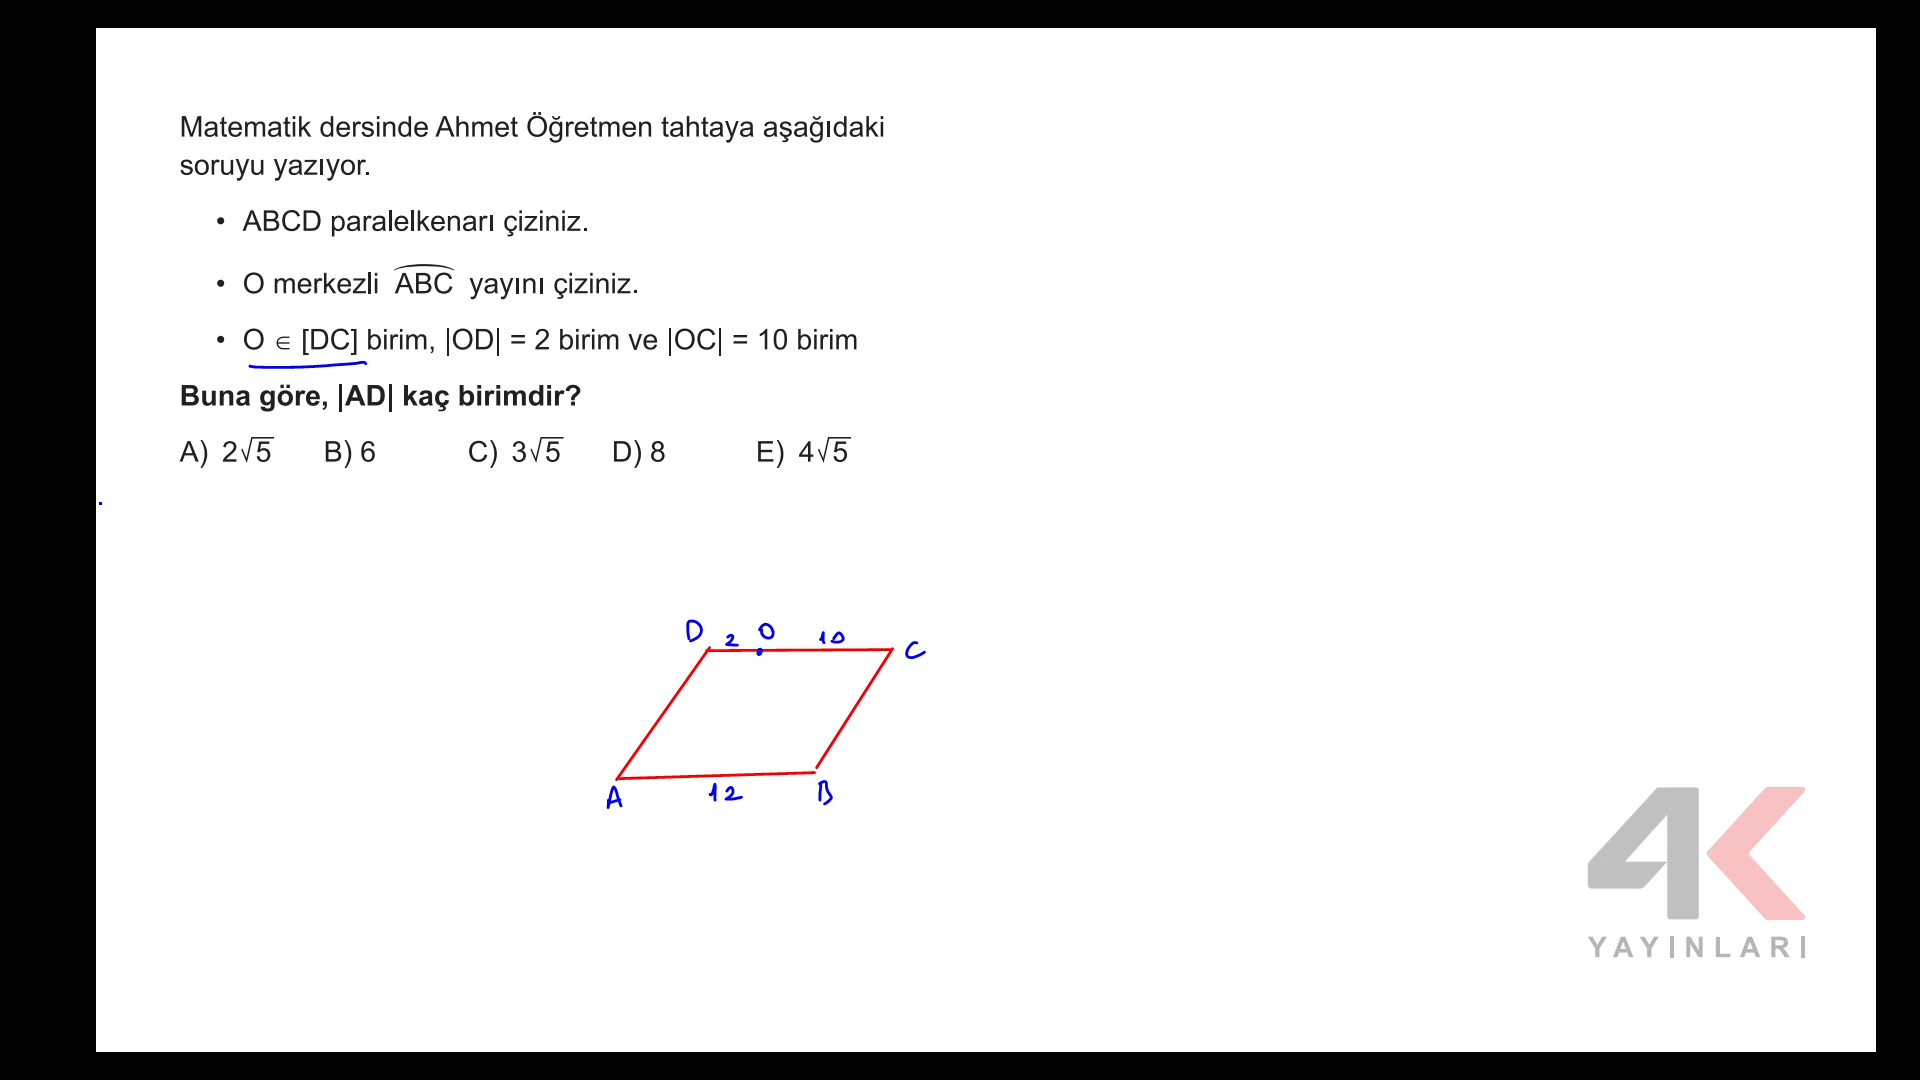 Matematik dersinde Ahmet Öğretmen tahtaya aşağıdaki
soruyu yazıyor.
• ABCD paralelkenarı çiziniz.
• O merkezli ABC yayını çiziniz.
• O ∈ [DC] birim, |OD| = 2 birim ve |OC| = 10 birim
Buna göre, |AD| kaç birimdir?
A) 2√5 B) 6 C) 3√5 D) 8 E) 4√5
D 2 O 10 C
A 12 B
4K
YAYINLARI